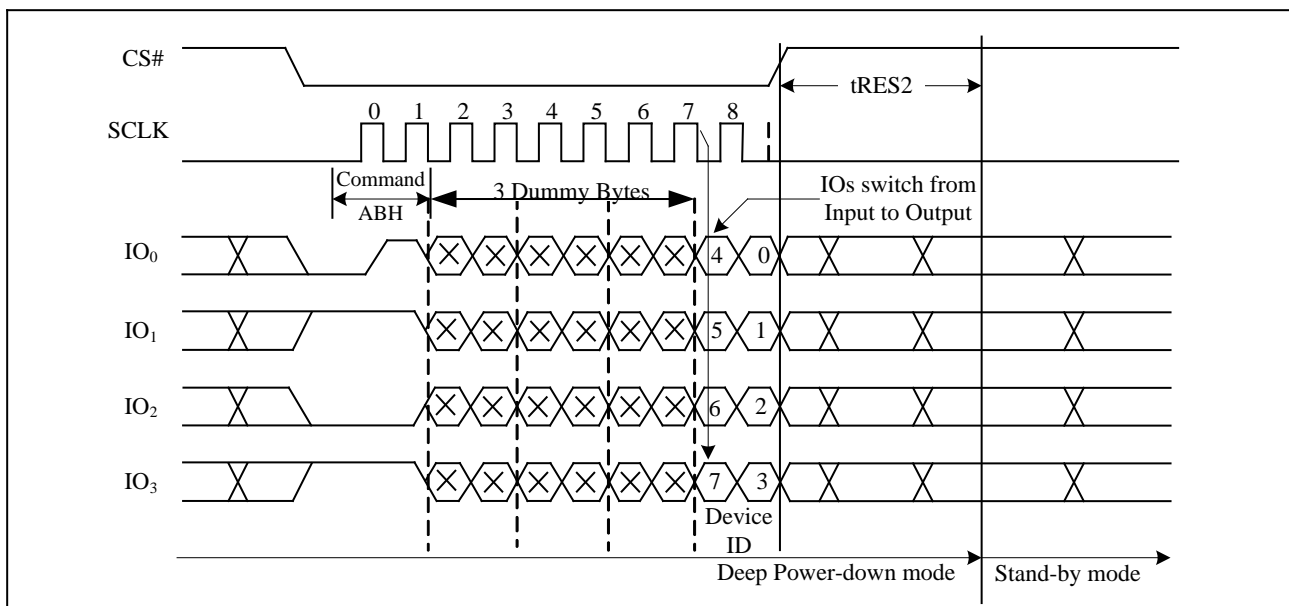 CS#
tRES2
0 1 2 3 4 5 6 7 8
SCLK
Command
ABH
3 Dummy Bytes
IOs switch from
Input to Output
IO₀
4 0
IO₁
5 1
IO₂
6 2
IO₃
7 3
Device
ID
Deep Power-down mode
Stand-by mode